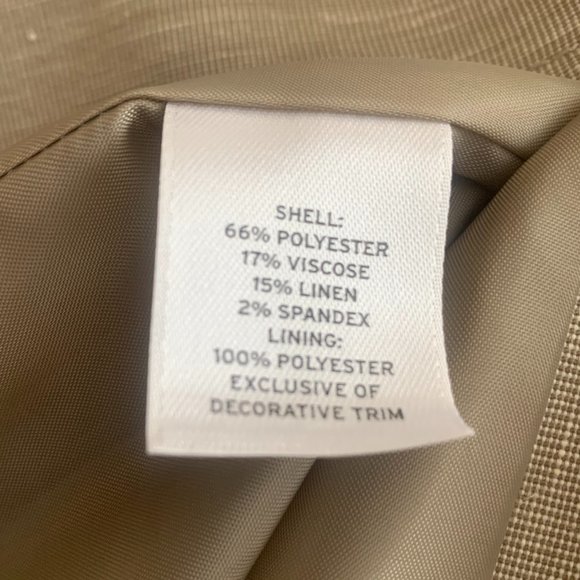 SHELL:
66% POLYESTER
17% VISCOSE
15% LINEN
2% SPANDEX
LINING:
100% POLYESTER
EXCLUSIVE OF
DECORATIVE TRIM